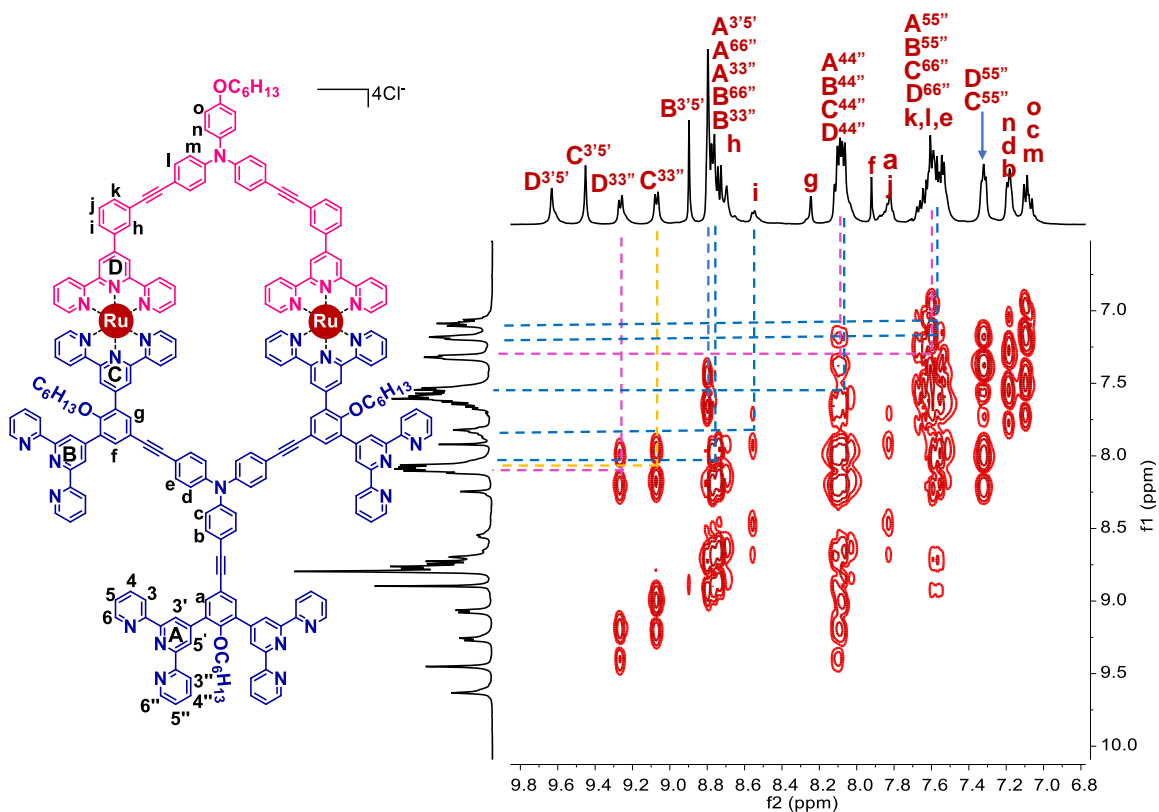 OC₆H₁₃
4Cl⁻
o
n
m
N
l
k
j
i
h
D
N
N
N
N
N
N
Ru
Ru
N
N
N
N
N
N
C
C₆H₁₃
O
OC₆H₁₃
g
f
B
N
N
N
N
N
N
e
d
N
c
b
a
5
4
3
6
3'
A
5'
N
N
N
N
N
N
OC₆H₁₃
3''
4''
5''
6''
D3'5'
C3'5'
D33''
C33''
B3'5'
A3'5'
A66''
A33''
B66''
B33''
h
i
g
A44''
B44''
C44''
D44''
f
a
j
A55''
B55''
C66''
D66''
k,l,e
D55''
C55''
n
d
b
o
c
m
7.0
7.5
8.0
8.5
9.0
9.5
10.0
f1 (ppm)
9.8 9.6 9.4 9.2 9.0 8.8 8.6 8.4 8.2 8.0 7.8 7.6 7.4 7.2 7.0 6.8
f2 (ppm)